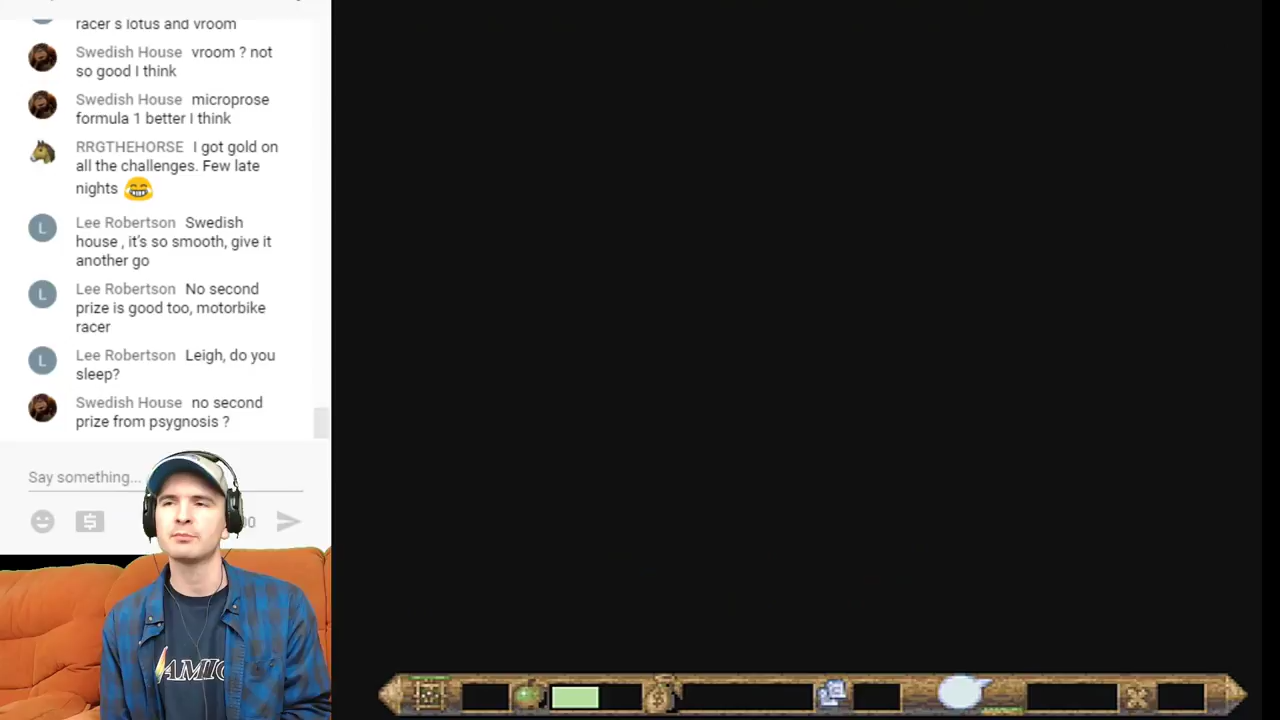 racer s lotus and vroom
Swedish House vroom ? not
so good I think
Swedish House microprose
formula 1 better I think
RRGTHEHORSE I got gold on
all the challenges. Few late
nights
L
Lee Robertson Swedish
house , it's so smooth, give it
another go
L
Lee Robertson No second
prize is good too, motorbike
racer
L
Lee Robertson Leigh, do you
sleep?
Swedish House no second
prize from psygnosis ?
Say something...